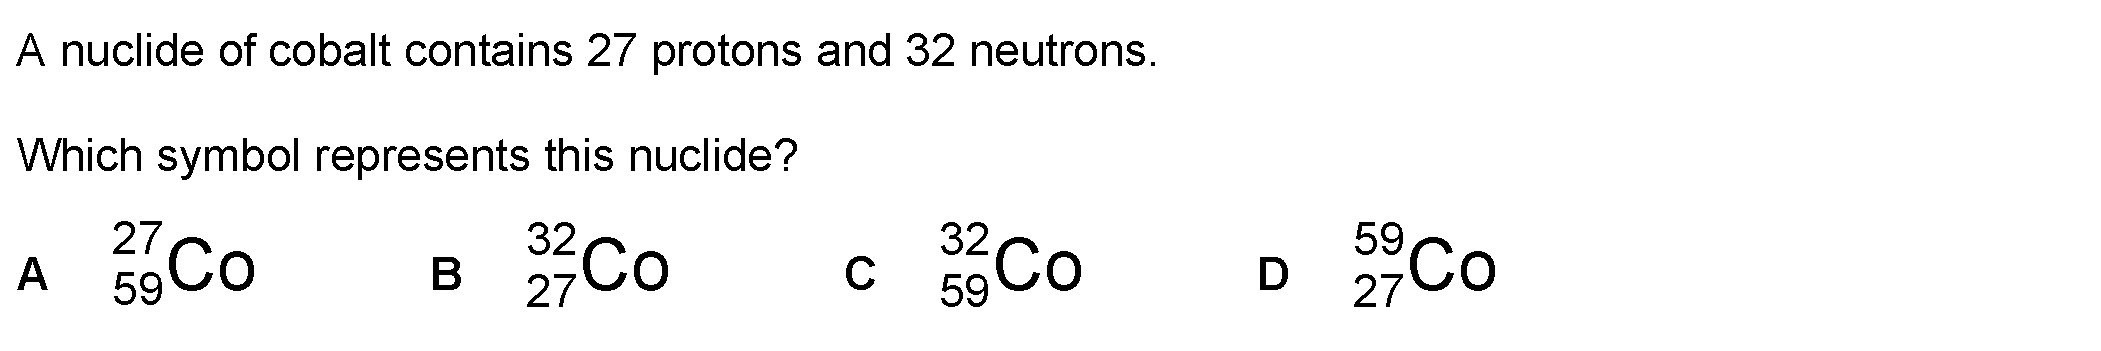 A nuclide of cobalt contains 27 protons and 32 neutrons.
Which symbol represents this nuclide?
A ²⁷₅₉Co B ³²₂₇Co C ³²₅₉Co D ⁵⁹₂₇Co